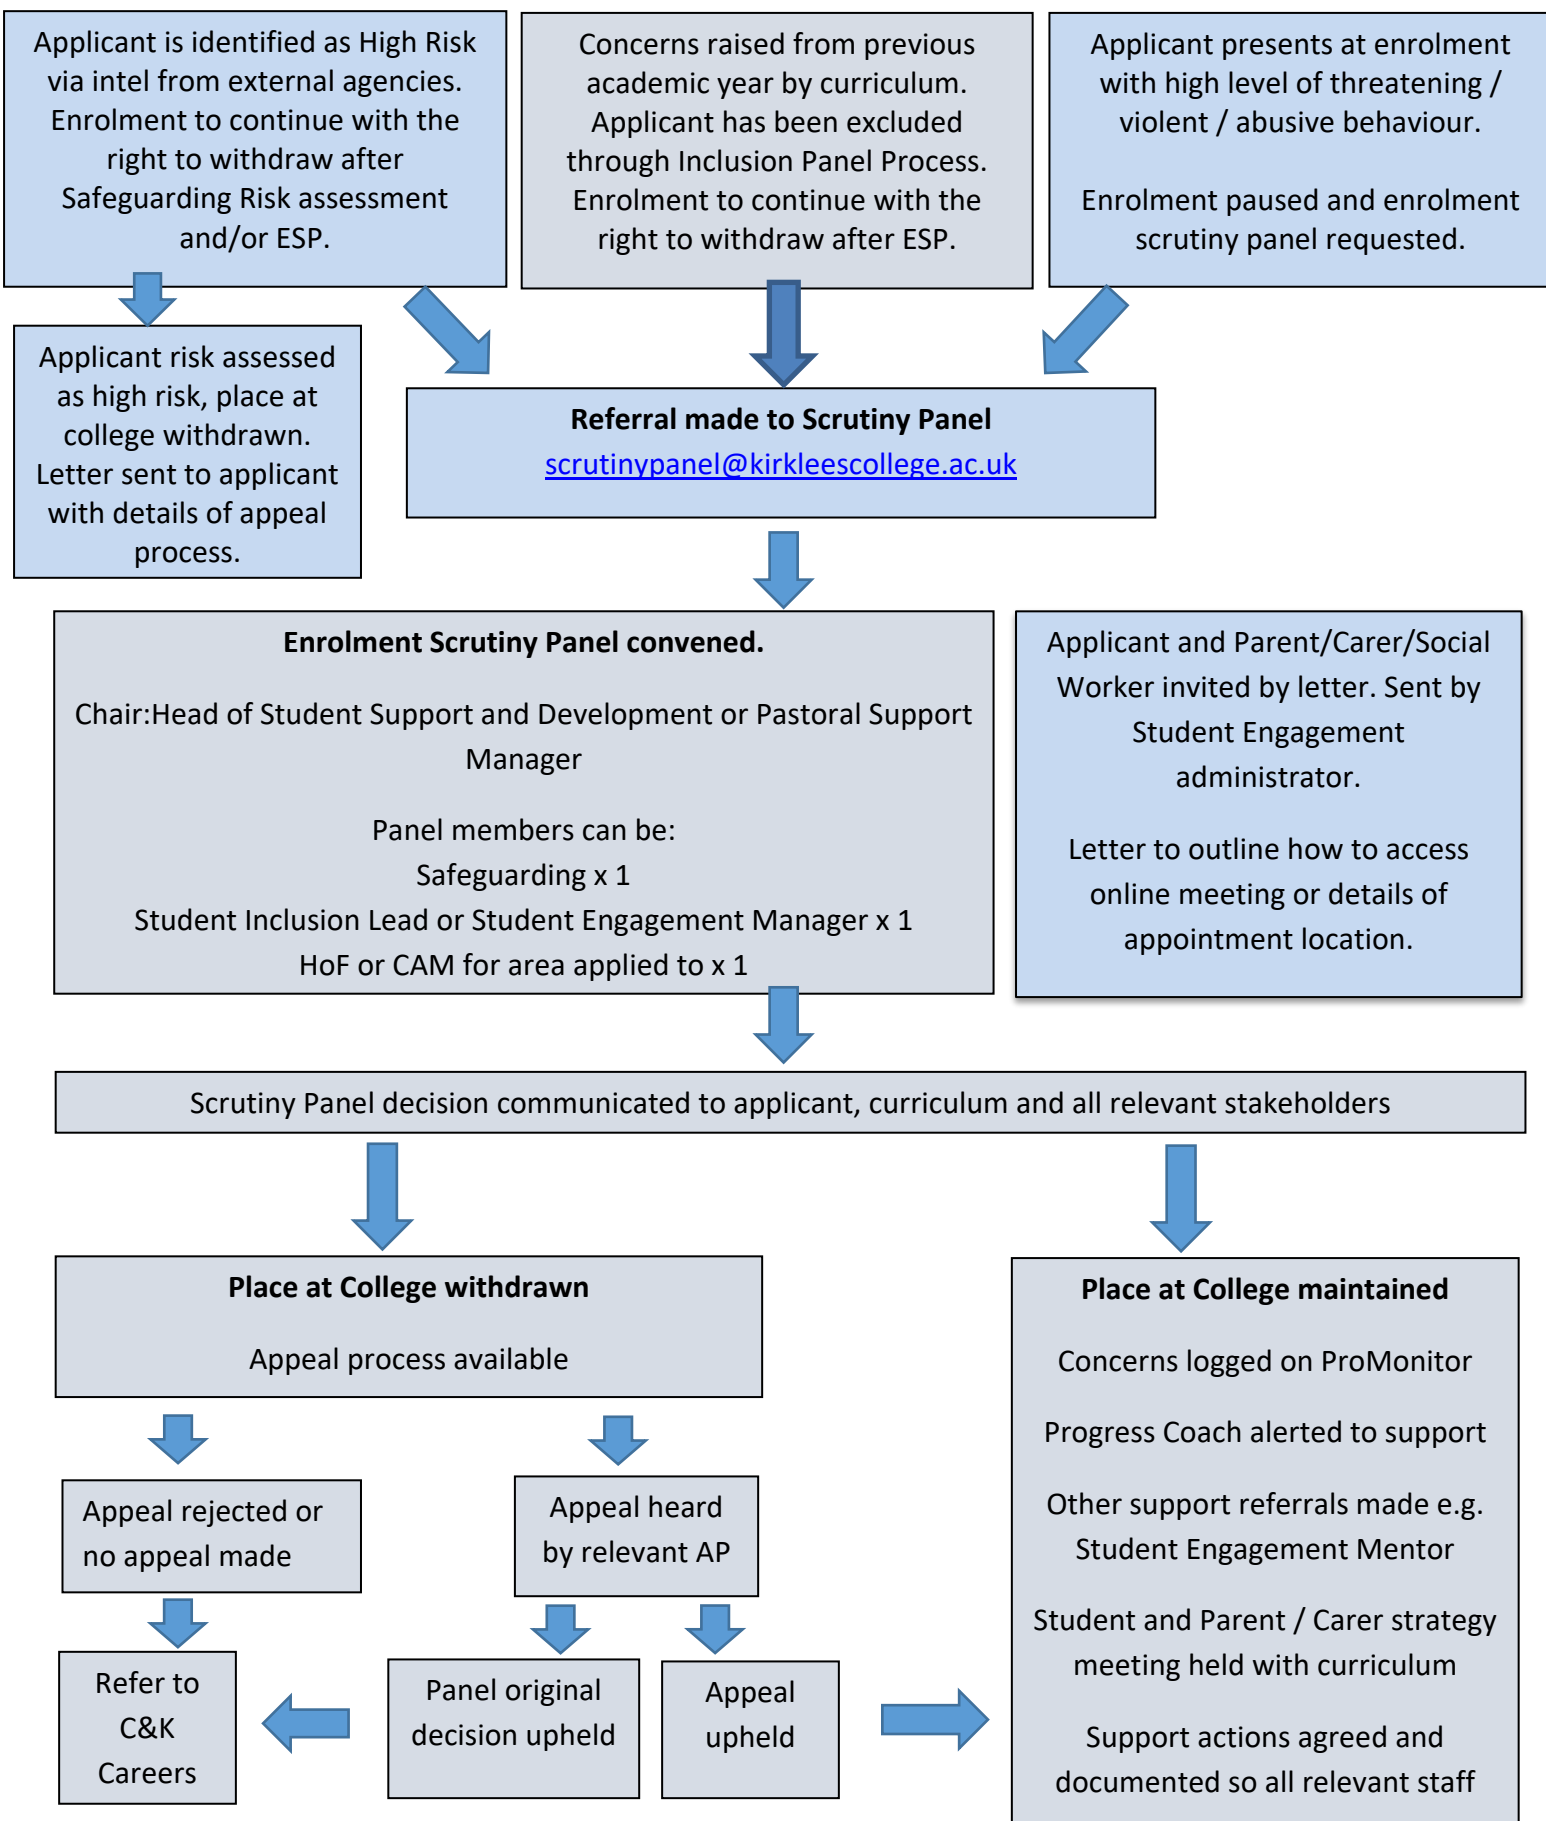 Applicant is identified as High Risk
via intel from external agencies.
Enrolment to continue with the
right to withdraw after
Safeguarding Risk assessment
and/or ESP.
Concerns raised from previous
academic year by curriculum.
Applicant has been excluded
through Inclusion Panel Process.
Enrolment to continue with the
right to withdraw after ESP.
Applicant presents at enrolment
with high level of threatening /
violent / abusive behaviour.
Enrolment paused and enrolment
scrutiny panel requested.
Applicant risk assessed
as high risk, place at
college withdrawn.
Letter sent to applicant
with details of appeal
process.
Referral made to Scrutiny Panel
scrutinypanel@kirkleescollege.ac.uk
Enrolment Scrutiny Panel convened.
Chair:Head of Student Support and Development or Pastoral Support
Manager
Panel members can be:
Safeguarding x 1
Student Inclusion Lead or Student Engagement Manager x 1
HoF or CAM for area applied to x 1
Applicant and Parent/Carer/Social
Worker invited by letter. Sent by
Student Engagement
administrator.
Letter to outline how to access
online meeting or details of
appointment location.
Scrutiny Panel decision communicated to applicant, curriculum and all relevant stakeholders
Place at College withdrawn
Appeal process available
Appeal rejected or
no appeal made
Appeal heard
by relevant AP
Refer to
C&K
Careers
Panel original
decision upheld
Appeal
upheld
Place at College maintained
Concerns logged on ProMonitor
Progress Coach alerted to support
Other support referrals made e.g.
Student Engagement Mentor
Student and Parent / Carer strategy
meeting held with curriculum
Support actions agreed and
documented so all relevant staff